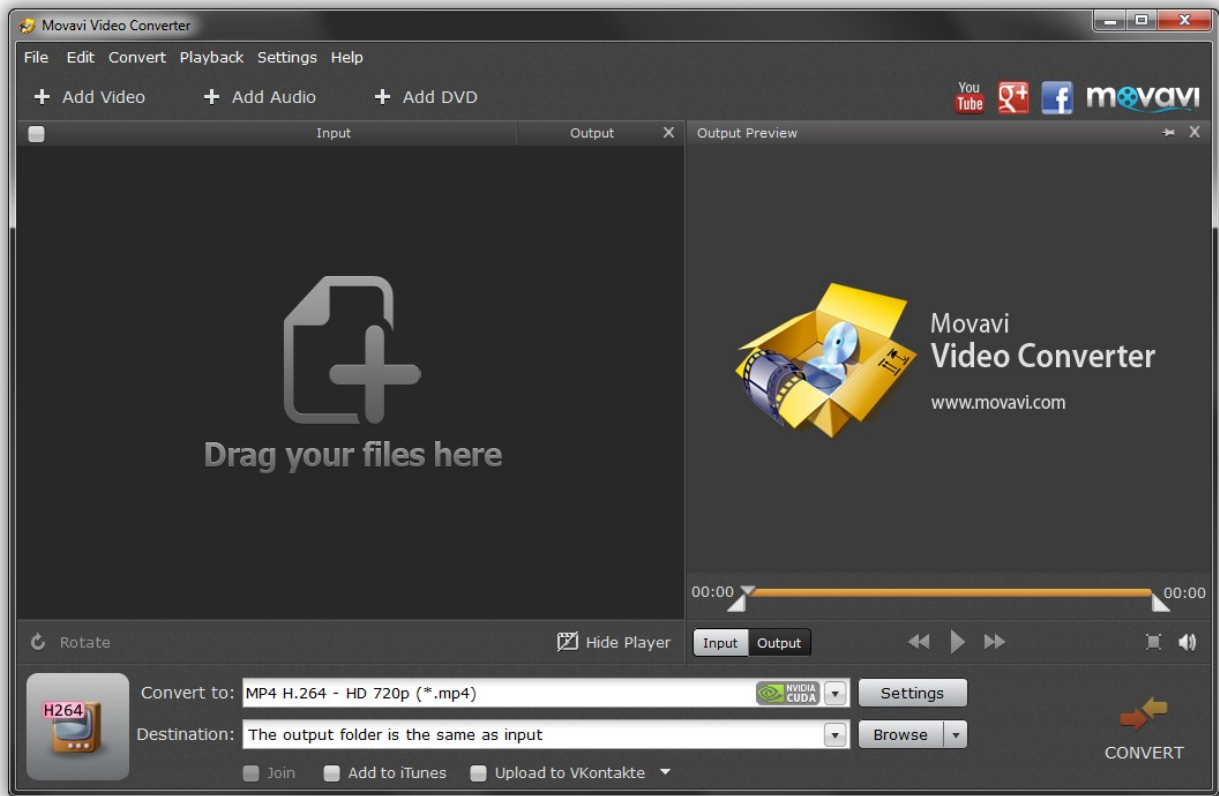 Movavi Video Converter
File Edit Convert Playback Settings Help
+ Add Video + Add Audio + Add DVD
You Tube
g+ f movavi
Input Output X
Output Preview X
Drag your files here
Movavi
Video Converter
www.movavi.com
00:00 00:00
Rotate Hide Player
Input Output
H264
Convert to: MP4 H.264 - HD 720p (*.mp4) NVIDIA CUDA Settings
Destination: The output folder is the same as input Browse
Join Add to iTunes Upload to VKontakte
CONVERT